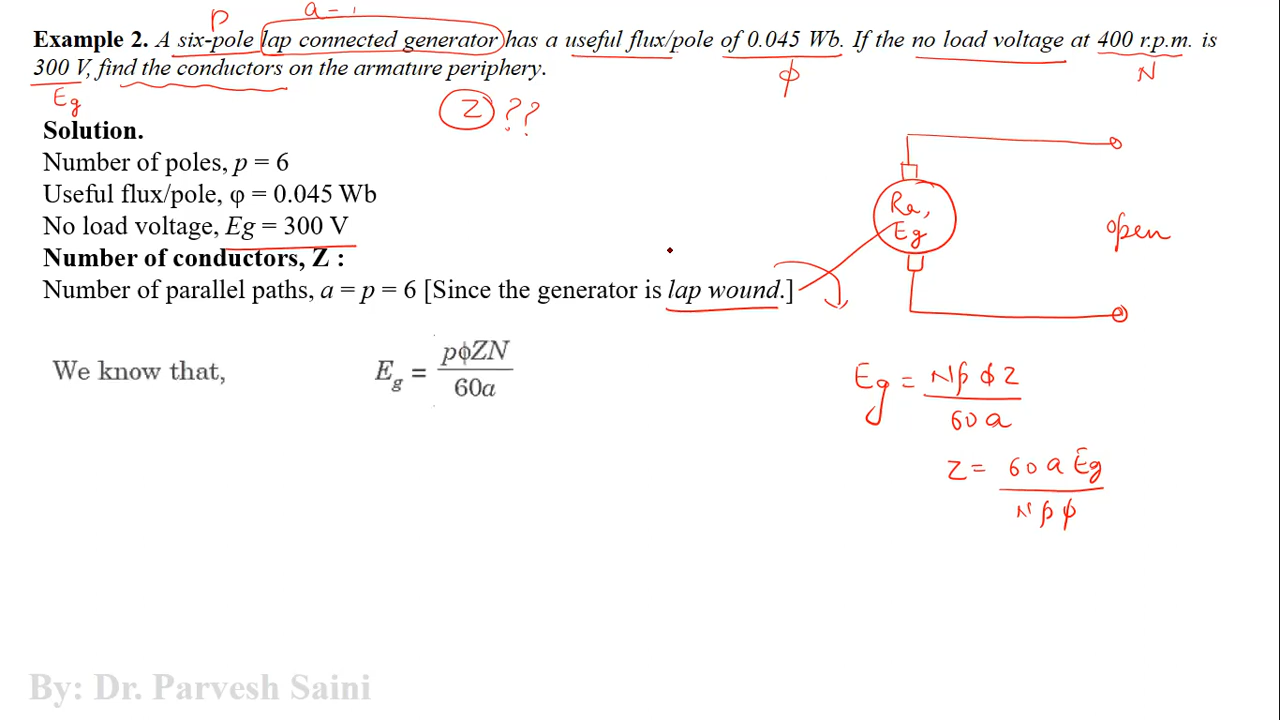 P
a =
Example 2. A six-pole lap connected generator has a useful flux/pole of 0.045 Wb. If the no load voltage at 400 r.p.m. is
300 V, find the conductors on the armature periphery.
Eg
Z ??
ϕ
N
Solution.
Number of poles, p = 6
Useful flux/pole, φ = 0.045 Wb
No load voltage, Eg = 300 V
Number of conductors, Z :
Number of parallel paths, a = p = 6 [Since the generator is lap wound.]
We know that, E_g = pϕZN / 60a
Ra,
Eg
open
Eg = Npϕz / 60a
z = 60 a Eg / Npϕ
By: Dr. Parvesh Saini